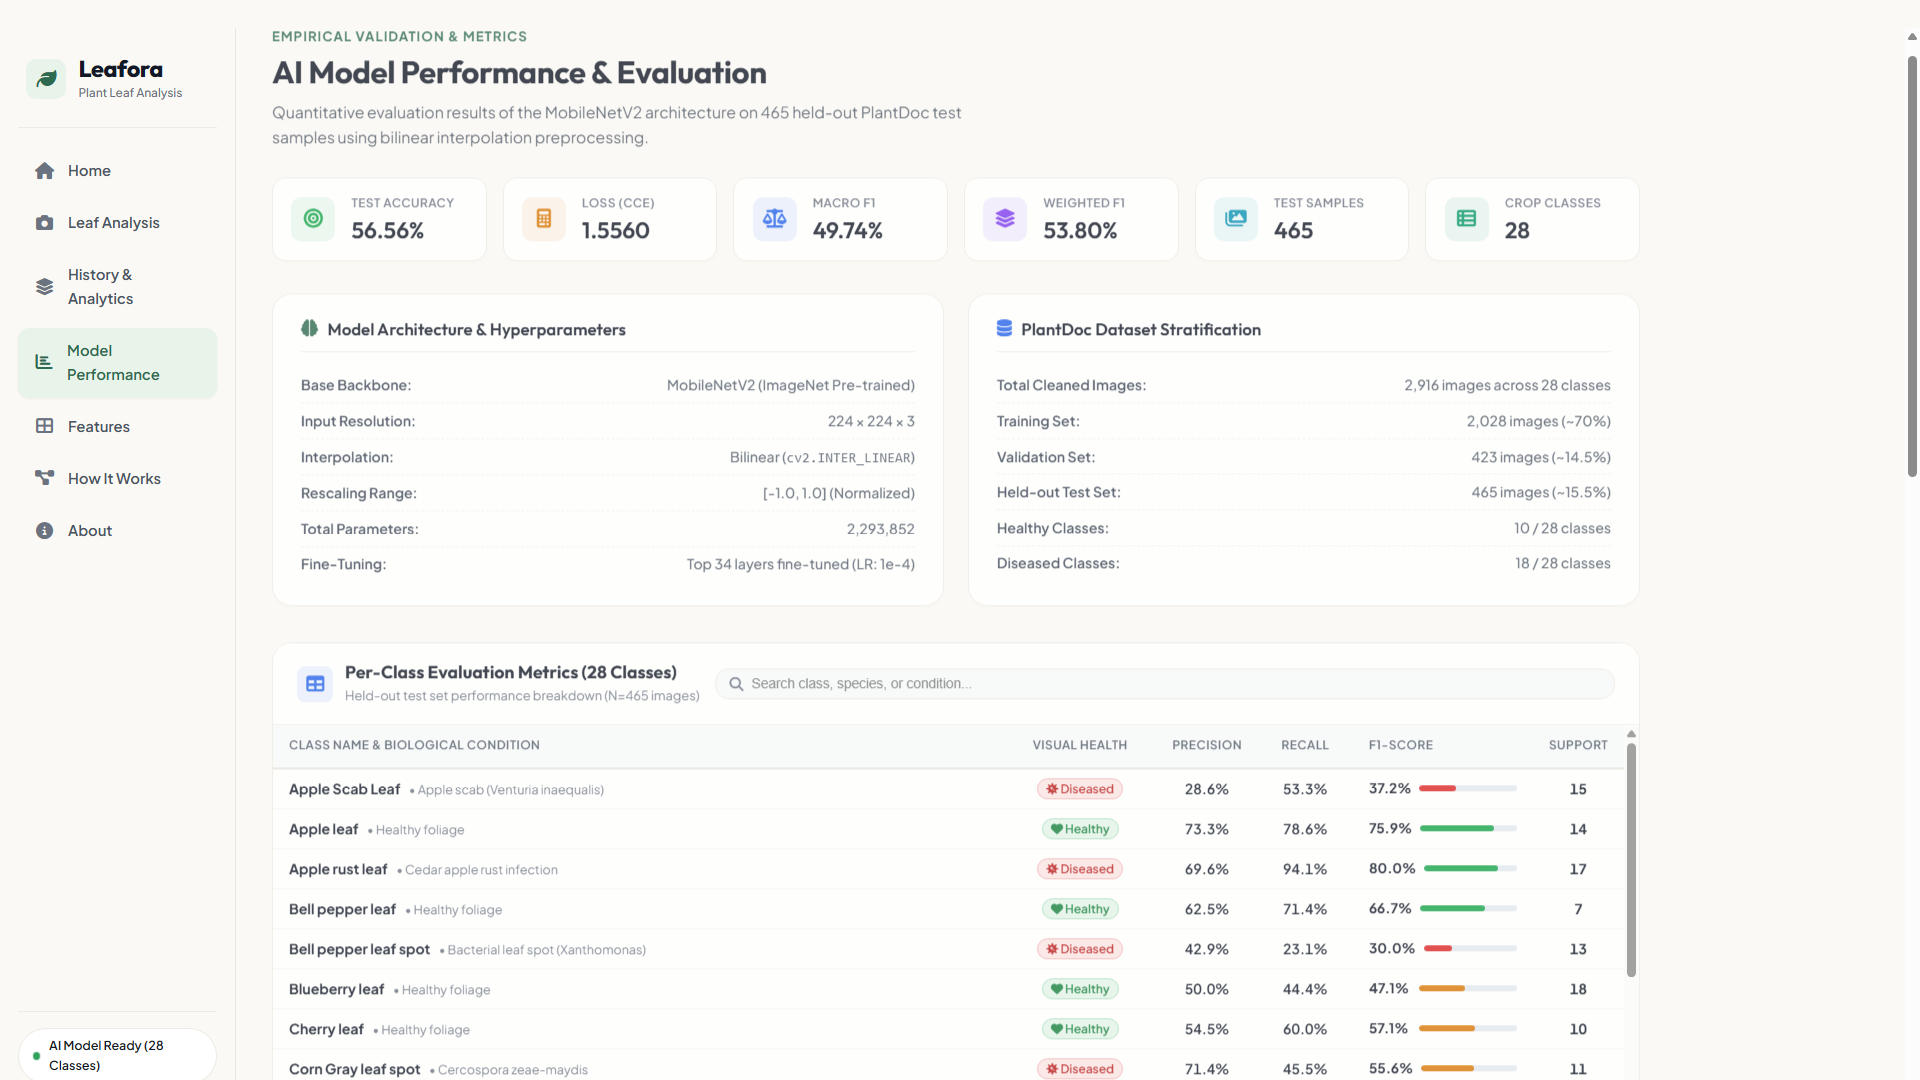 Leafora
Plant Leaf Analysis
Home
Leaf Analysis
History &
Analytics
Model
Performance
Features
How It Works
About
AI Model Ready (28
Classes)
EMPIRICAL VALIDATION & METRICS
AI Model Performance & Evaluation
Quantitative evaluation results of the MobileNetV2 architecture on 465 held-out PlantDoc test
samples using bilinear interpolation preprocessing.
TEST ACCURACY
56.56%
LOSS (CCE)
1.5560
MACRO F1
49.74%
WEIGHTED F1
53.80%
TEST SAMPLES
465
CROP CLASSES
28
Model Architecture & Hyperparameters
Base Backbone: MobileNetV2 (ImageNet Pre-trained)
Input Resolution: 224 × 224 × 3
Interpolation: Bilinear (cv2.INTER_LINEAR)
Rescaling Range: [-1.0, 1.0] (Normalized)
Total Parameters: 2,293,852
Fine-Tuning: Top 34 layers fine-tuned (LR: 1e-4)
PlantDoc Dataset Stratification
Total Cleaned Images: 2,916 images across 28 classes
Training Set: 2,028 images (~70%)
Validation Set: 423 images (~14.5%)
Held-out Test Set: 465 images (~15.5%)
Healthy Classes: 10 / 28 classes
Diseased Classes: 18 / 28 classes
Per-Class Evaluation Metrics (28 Classes)
Held-out test set performance breakdown (N=465 images)
Search class, species, or condition...
CLASS NAME & BIOLOGICAL CONDITION VISUAL HEALTH PRECISION RECALL F1-SCORE SUPPORT
Apple Scab Leaf • Apple scab (Venturia inaequalis) Diseased 28.6% 53.3% 37.2% 15
Apple leaf • Healthy foliage Healthy 73.3% 78.6% 75.9% 14
Apple rust leaf • Cedar apple rust infection Diseased 69.6% 94.1% 80.0% 17
Bell pepper leaf • Healthy foliage Healthy 62.5% 71.4% 66.7% 7
Bell pepper leaf spot • Bacterial leaf spot (Xanthomonas) Diseased 42.9% 23.1% 30.0% 13
Blueberry leaf • Healthy foliage Healthy 50.0% 44.4% 47.1% 18
Cherry leaf • Healthy foliage Healthy 54.5% 60.0% 57.1% 10
Corn Gray leaf spot • Cercospora zeae-maydis Diseased 71.4% 45.5% 55.6% 11